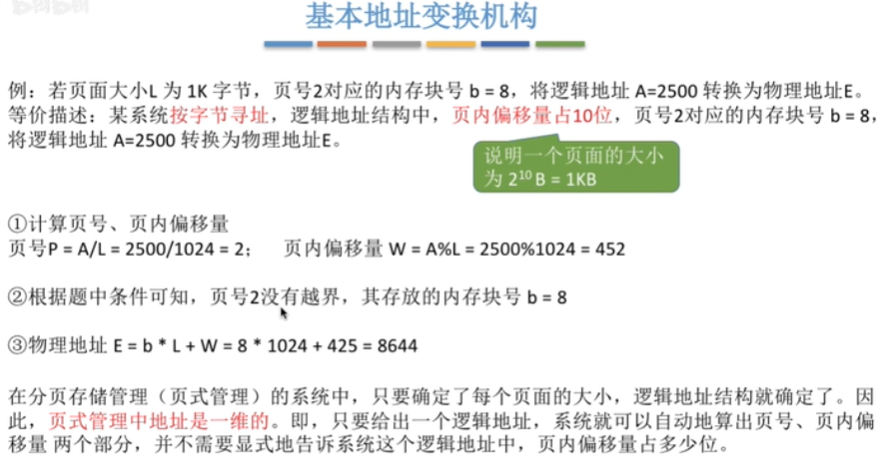 基本地址变换机构
例：若页面大小L 为 1K 字节，页号2对应的内存块号 b = 8，将逻辑地址 A=2500 转换为物理地址E。
等价描述：某系统按字节寻址，逻辑地址结构中，页内偏移量占10位，页号2对应的内存块号 b = 8，
将逻辑地址 A=2500 转换为物理地址E。
说明一个页面的大小
为 2¹⁰ B = 1KB
①计算页号、页内偏移量
页号P = A/L = 2500/1024 = 2； 页内偏移量 W = A%L = 2500%1024 = 452
②根据题中条件可知，页号2没有越界，其存放的内存块号 b = 8
③物理地址 E = b * L + W = 8 * 1024 + 425 = 8644
在分页存储管理（页式管理）的系统中，只要确定了每个页面的大小，逻辑地址结构就确定了。因
此，页式管理中地址是一维的。即，只要给出一个逻辑地址，系统就可以自动地算出页号、页内偏
移量 两个部分，并不需要显式地告诉系统这个逻辑地址中，页内偏移量占多少位。